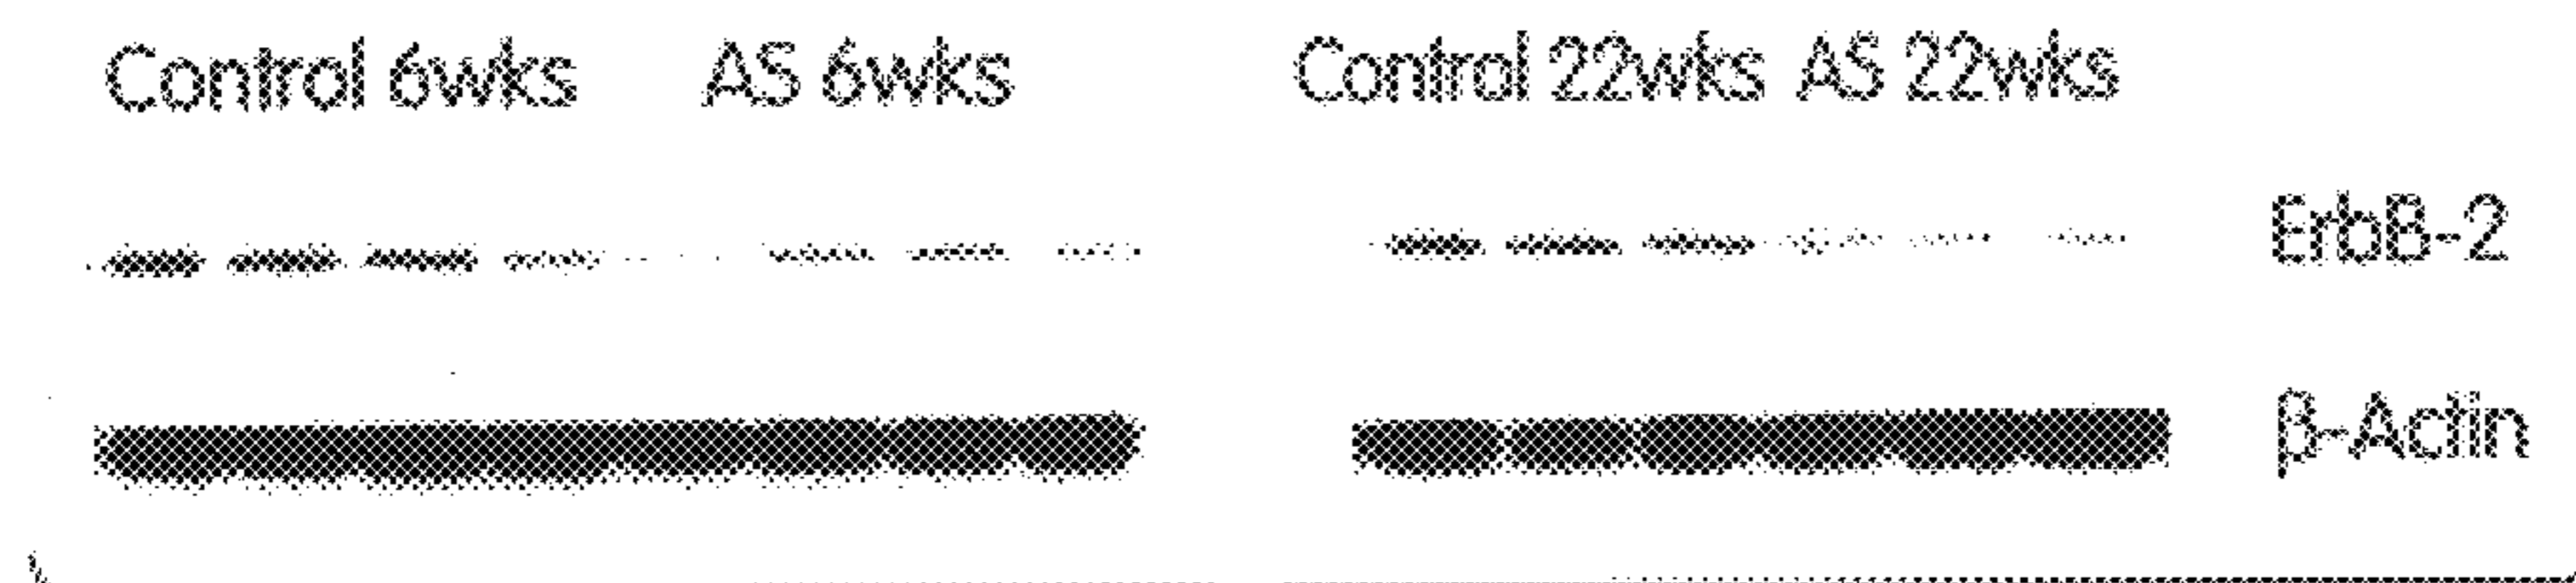 Control 6wks AS 6wks Control 22wks AS 22wks
ErbB-2
β-Actin